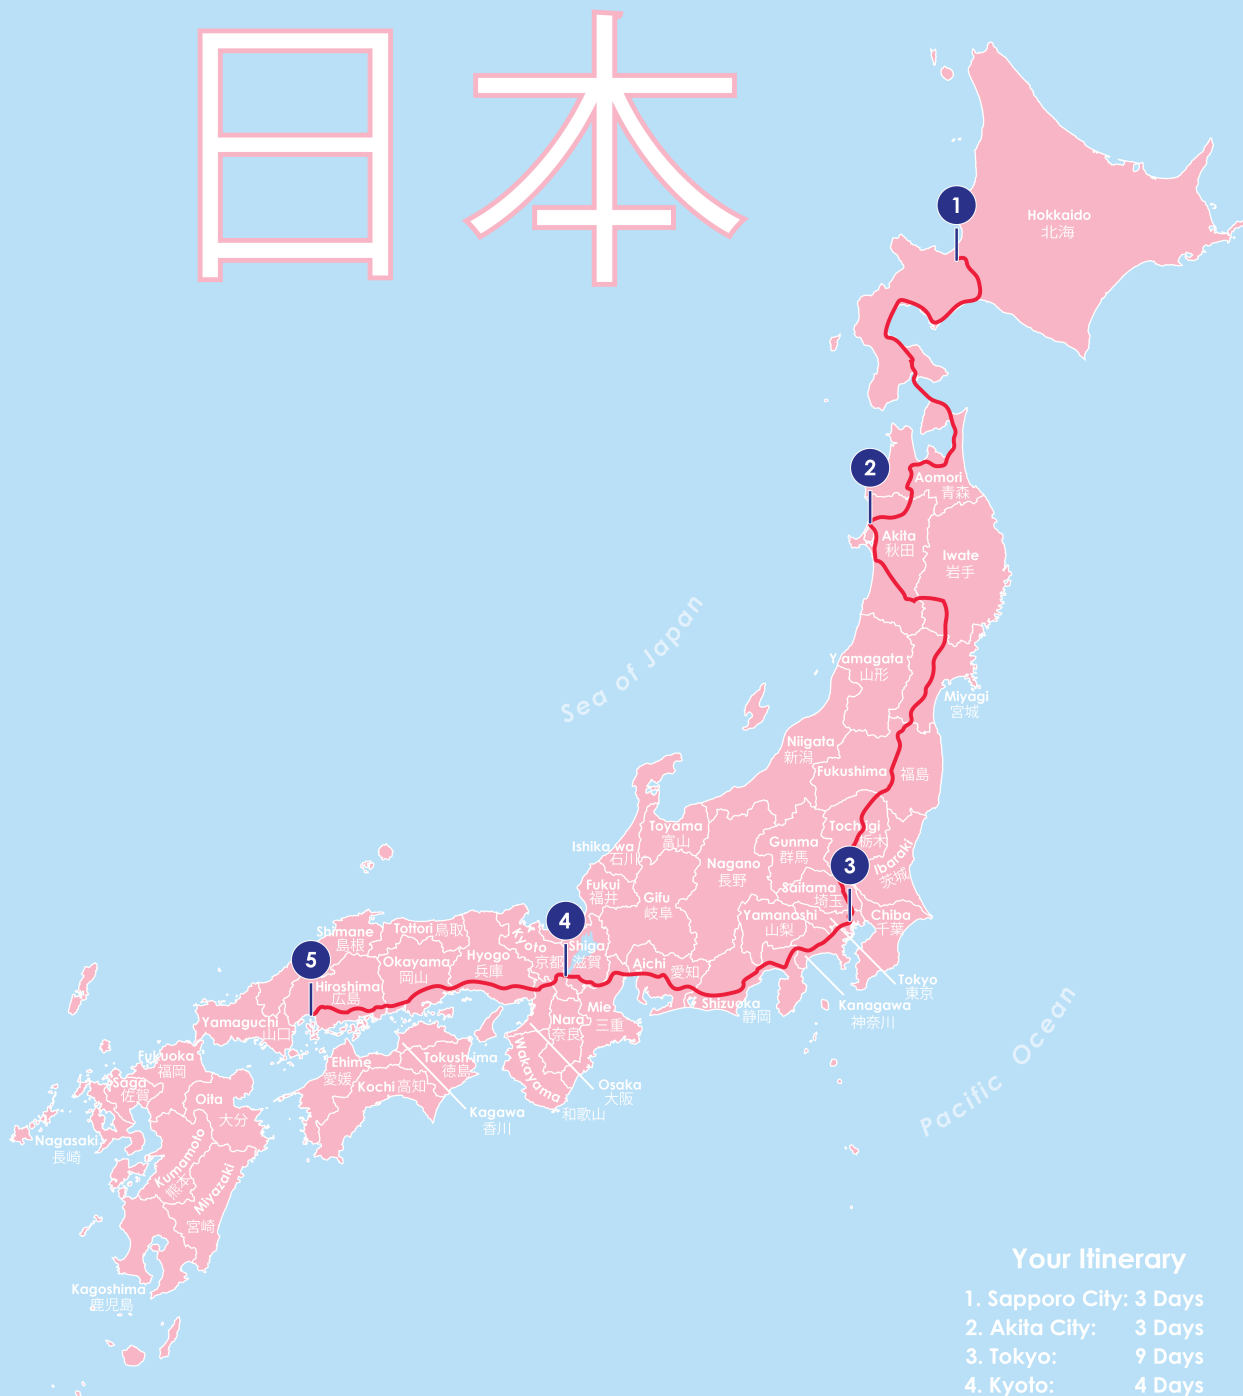 日本
1
Hokkaido
北海
2
Aomori
青森
Akita
秋田
Iwate
岩手
Sea of Japan
Yamagata
山形
Miyagi
宮城
Niigata
新潟
Fukushima 福島
Toyama
富山
Tochigi
栃木
Gunma
群馬
Ishikawa
石川
Ibaraki
茨城
3
Nagano
長野
Fukui
福井
Gifu
岐阜
Saitama
埼玉
4
Yamanashi
山梨
Chiba
千葉
Shimane
島根
Tottori 鳥取
Kyoto
京都
Shiga
滋賀
5
Okayama
岡山
Hyogo
兵庫
Aichi 愛知
Hiroshima
広島
Tokyo
東京
Kanagawa
神奈川
Shizuoka
静岡
Mie
三重
Nara
奈良
Yamaguchi
山口
Pacific Ocean
Fukuoka
福岡
Ehime
愛媛
Tokushima
徳島
Wakayama
和歌山
Saga
佐賀
Kochi 高知
Osaka
大阪
Oita
大分
Kagawa
香川
Nagasaki
長崎
Kumamoto
熊本
Miyazaki
宮崎
Kagoshima
鹿児島
Your Itinerary
1. Sapporo City: 3 Days
2. Akita City: 3 Days
3. Tokyo: 9 Days
4. Kyoto: 4 Days